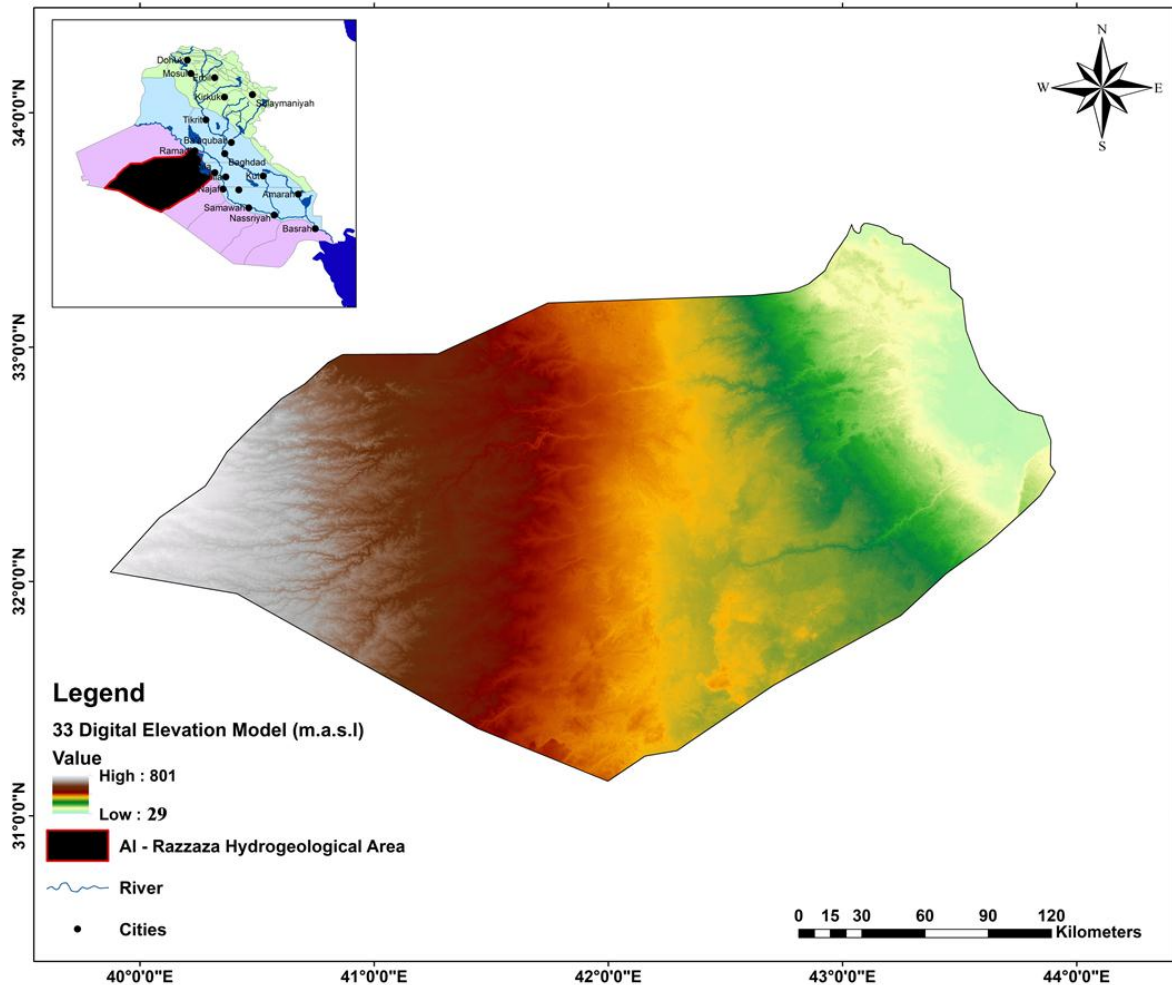 N
W E
S
Dohuk
Mosul
Kirkuk
Sulaymaniyah
Tikrit
Baaqubah
Ramadi
Baghdad
Kut
Najaf
Amarah
Samawah
Nassriyah
Basrah
34°0'0"N
33°0'0"N
32°0'0"N
31°0'0"N
Legend
33 Digital Elevation Model (m.a.s.l)
Value
High : 801
Low : 29
Al - Razzaza Hydrogeological Area
River
Cities
0 15 30 60 90 120
Kilometers
40°0'0"E 41°0'0"E 42°0'0"E 43°0'0"E 44°0'0"E